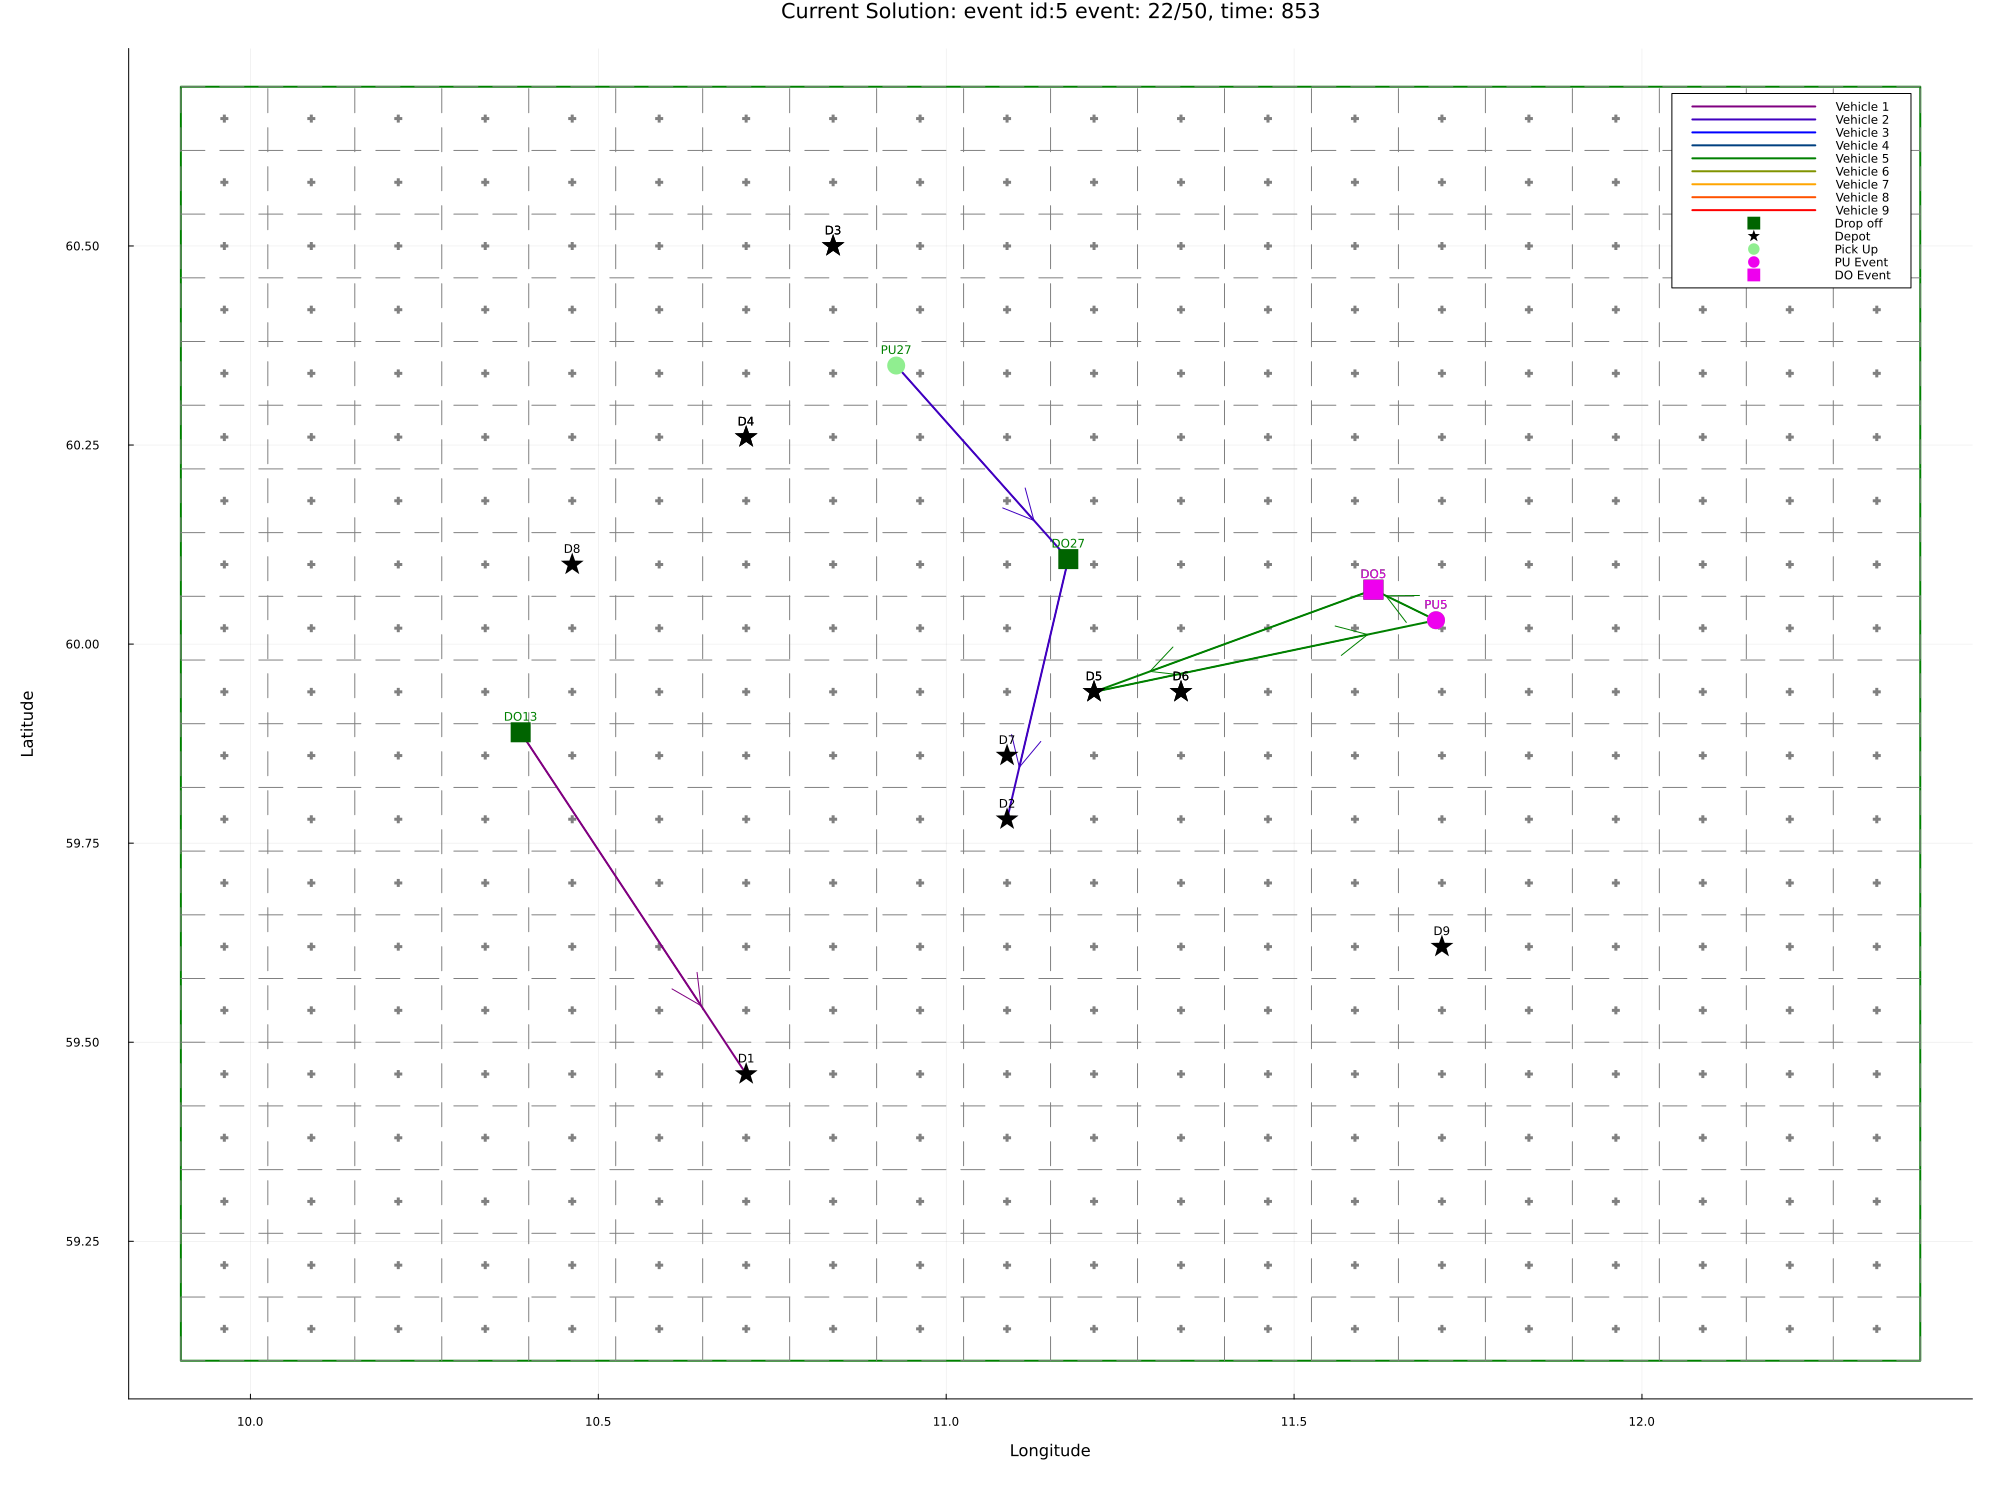 Current Solution: event id:5 event: 22/50, time: 853
Vehicle 1
Vehicle 2
Vehicle 3
Vehicle 4
Vehicle 5
Vehicle 6
Vehicle 7
Vehicle 8
Vehicle 9
Drop off
Depot
Pick Up
PU Event
DO Event
D3
60.50
PU27
D4
60.25
DO27
D8
DO5
PU5
60.00
D5
D6
DO13
Latitude
D7
D2
59.75
D9
D1
59.50
59.25
10.0
10.5
11.0
11.5
12.0
Longitude